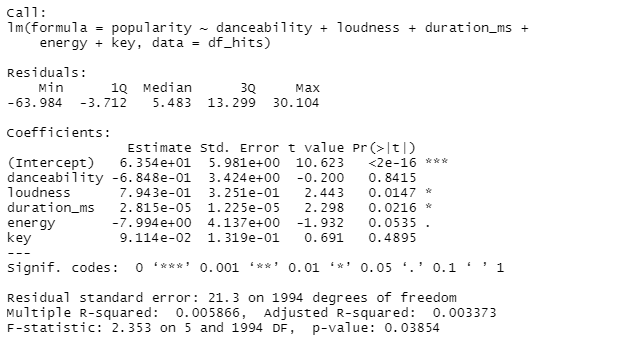 Call:
lm(formula = popularity ~ danceability + loudness + duration_ms +
    energy + key, data = df_hits)

Residuals:
    Min      1Q  Median      3Q     Max
-63.984  -3.712   5.483  13.299  30.104

Coefficients:
               Estimate Std. Error t value Pr(>|t|)
(Intercept)   6.354e+01  5.981e+00  10.623   <2e-16 ***
danceability -6.848e-01  3.424e+00  -0.200   0.8415
loudness      7.943e-01  3.251e-01   2.443   0.0147 *
duration_ms   2.815e-05  1.225e-05   2.298   0.0216 *
energy       -7.994e+00  4.137e+00  -1.932   0.0535 .
key           9.114e-02  1.319e-01   0.691   0.4895
---
Signif. codes:  0 ‘***’ 0.001 ‘**’ 0.01 ‘*’ 0.05 ‘.’ 0.1 ‘ ’ 1

Residual standard error: 21.3 on 1994 degrees of freedom
Multiple R-squared:  0.005866,  Adjusted R-squared:  0.003373
F-statistic: 2.353 on 5 and 1994 DF,  p-value: 0.03854